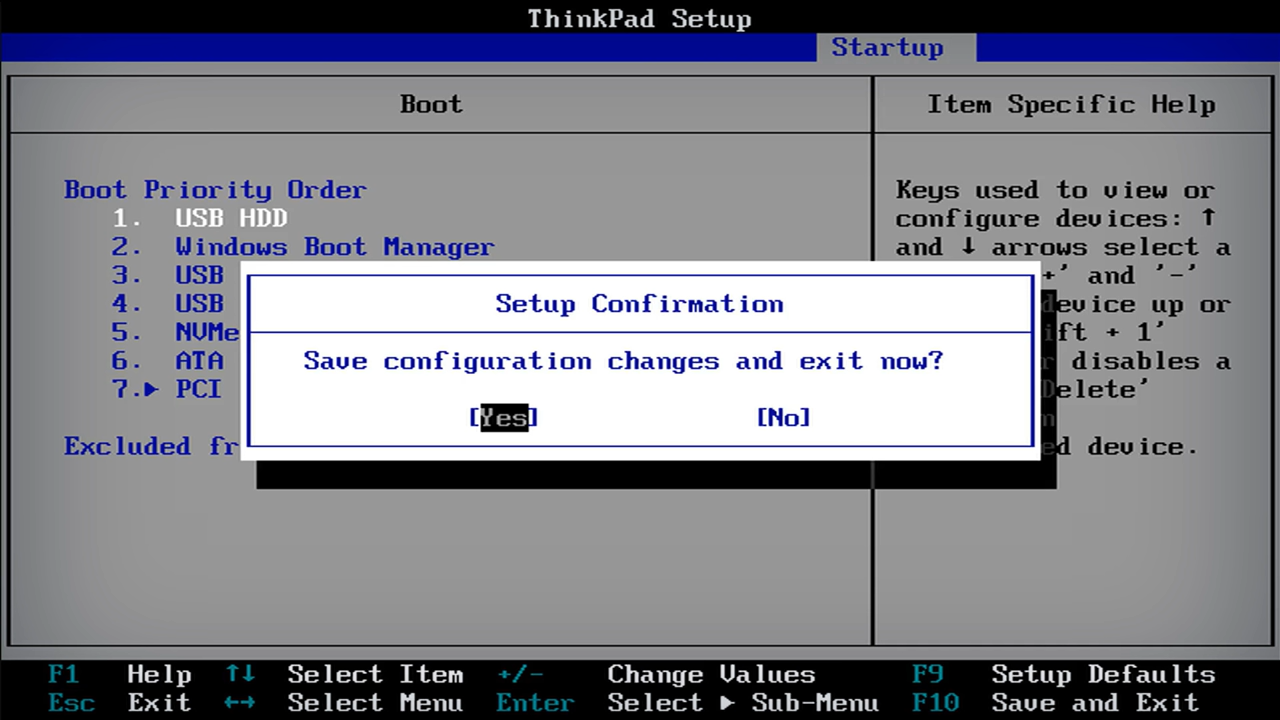 ThinkPad Setup
Startup
Boot
Item Specific Help
Boot Priority Order
1. USB HDD
2. Windows Boot Manager
3. USB
4. USB
5. NVMe
6. ATA
7.▶ PCI
Excluded
Keys used to view or
configure devices: ↑
and ↓ arrows select a
+' and '-'
device up or
+ 1'
disables a
Delete'
device.
Setup Confirmation
Save configuration changes and exit now?
[Yes] [No]
F1 Help ↑↓ Select Item +/- Change Values F9 Setup Defaults
Esc Exit ←→ Select Menu Enter Select ▶ Sub-Menu F10 Save and Exit